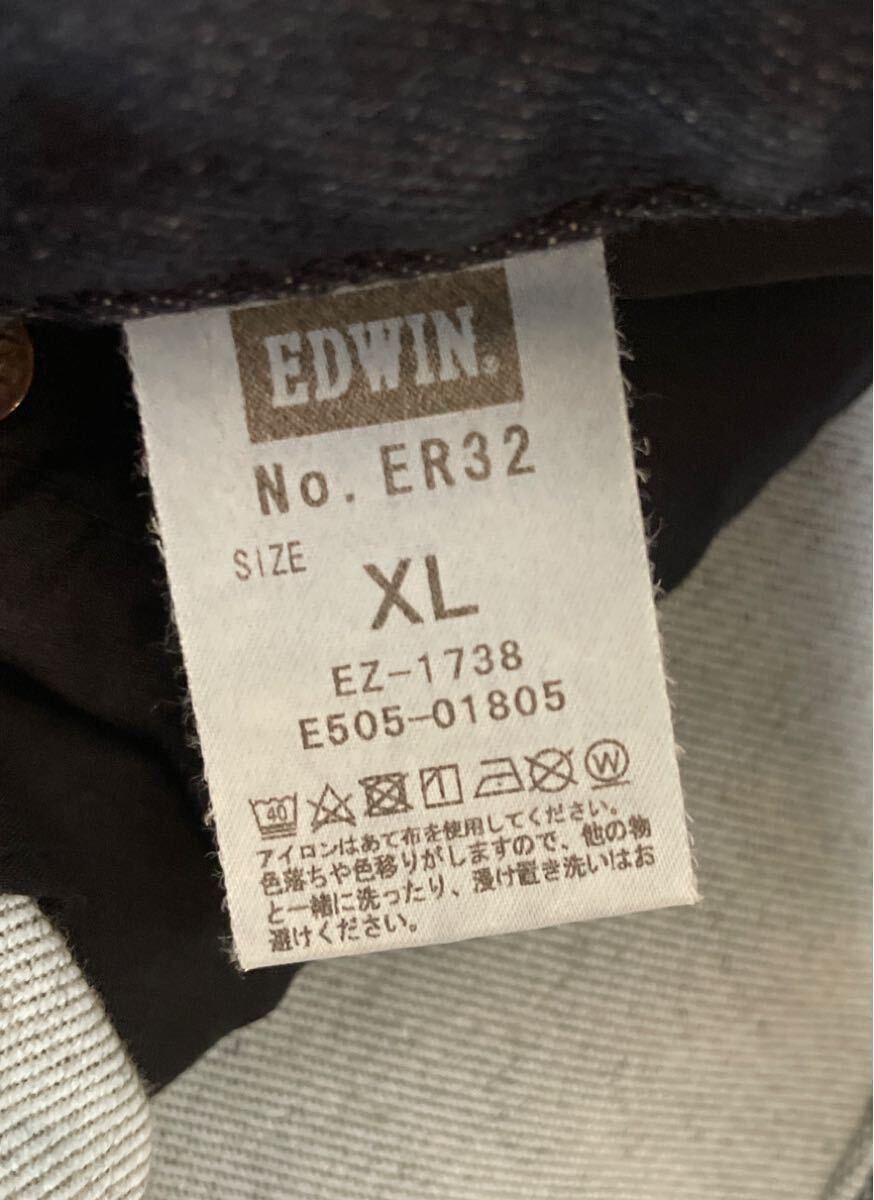 EDWIN.
No. ER32
SIZE
XL
EZ-1738
E505-01805
40 W
アイロンはあて布を使用してください。
色落ちや色移りがしますので、他の物
と一緒に洗ったり、浸け置き洗いはお
避けください。